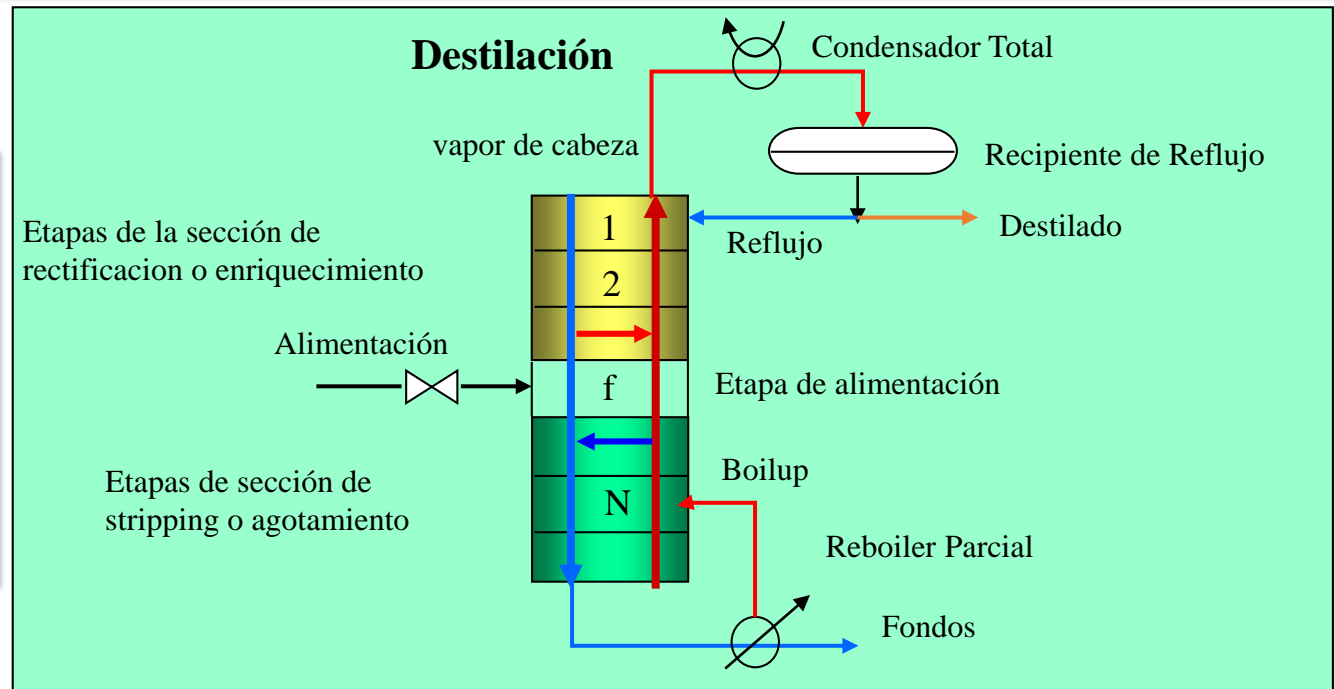 Destilación
Condensador Total
vapor de cabeza
Recipiente de Reflujo
Etapas de la sección de
rectificacion o enriquecimiento
1
Reflujo
Destilado
2
Alimentación
f
Etapa de alimentación
Boilup
Etapas de sección de
stripping o agotamiento
N
Reboiler Parcial
Fondos